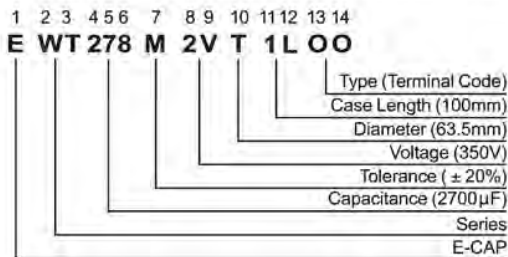 1 2 3 4 5 6 7 8 9 10 11 12 13 14
E WT 278 M 2V T 1L OO
Type (Terminal Code)
Case Length (100mm)
Diameter (63.5mm)
Voltage (350V)
Tolerance ( ± 20%)
Capacitance (2700µF)
Series
E-CAP